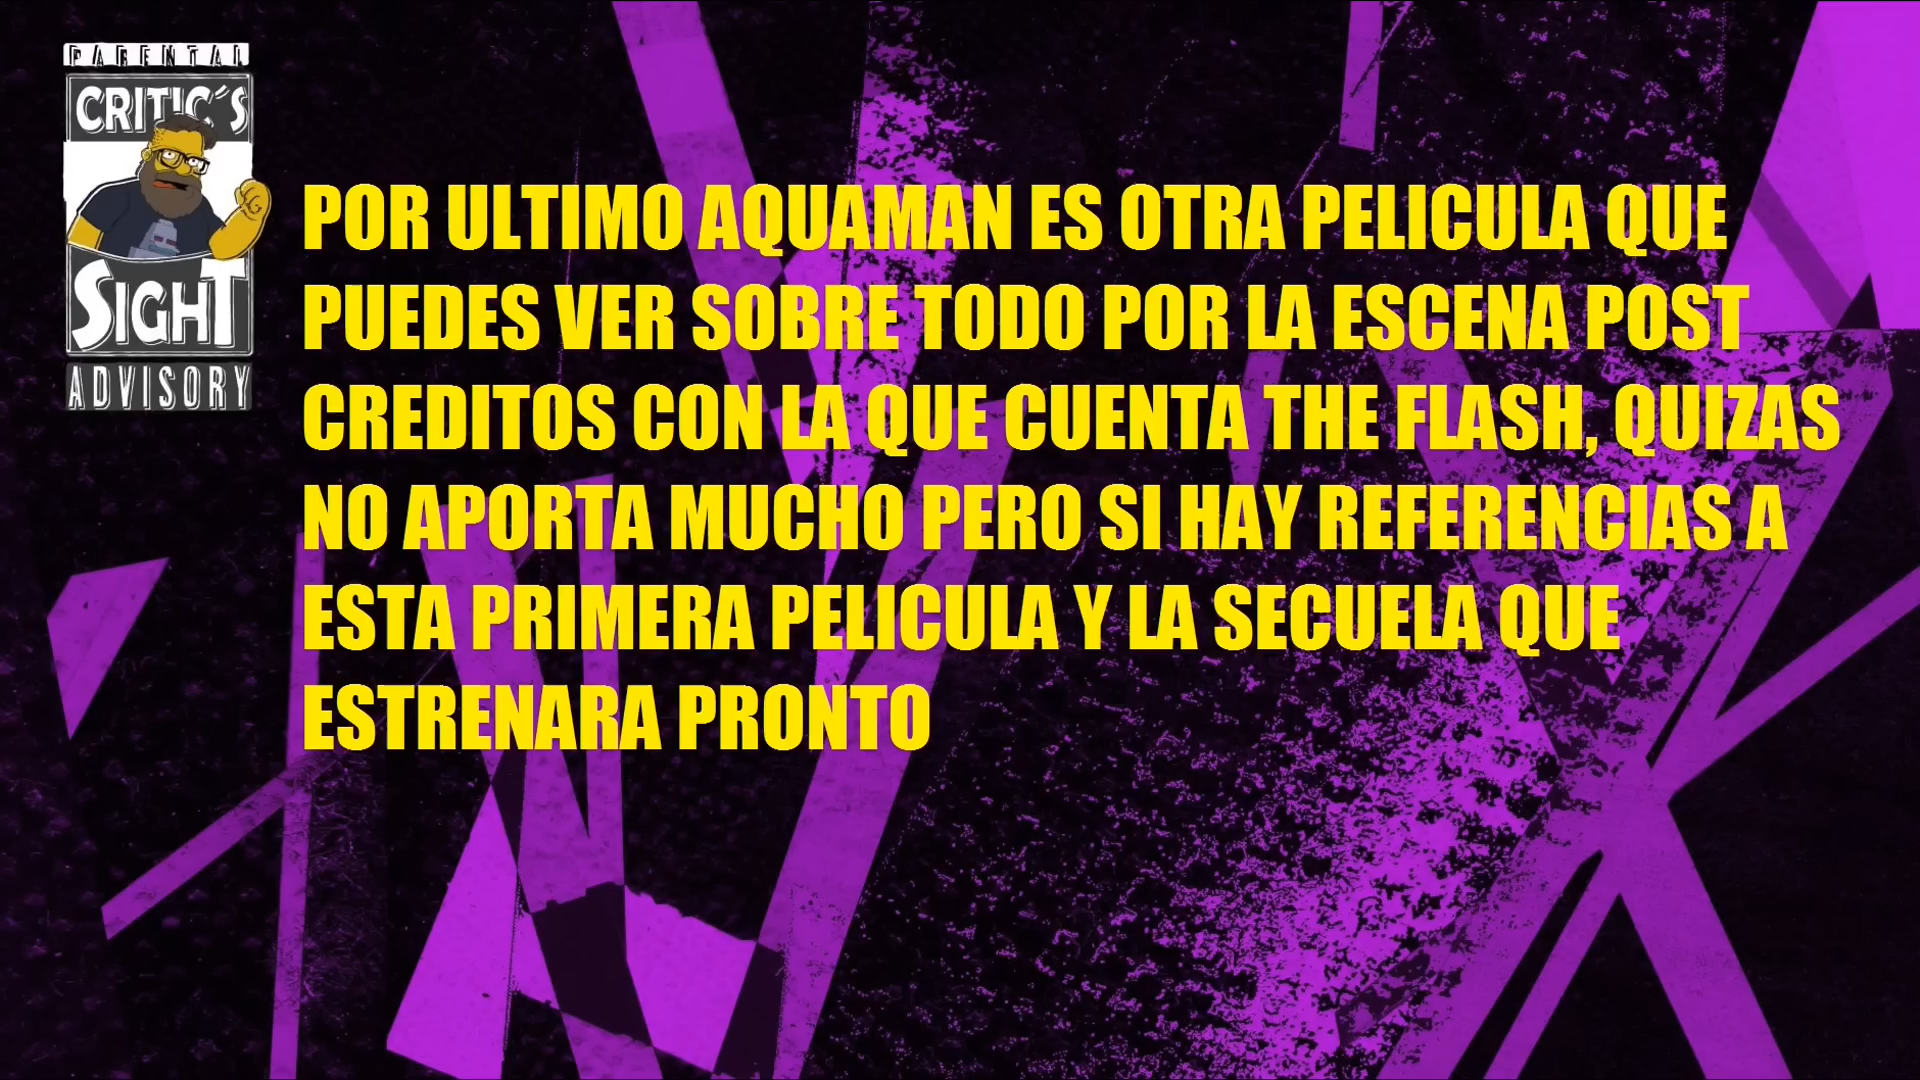 PARENTAL
CRITIC´S
SIGHT
ADVISORY
POR ULTIMO AQUAMAN ES OTRA PELICULA QUE
PUEDES VER SOBRE TODO POR LA ESCENA POST
CREDITOS CON LA QUE CUENTA THE FLASH, QUIZAS
NO APORTA MUCHO PERO SI HAY REFERENCIAS A
ESTA PRIMERA PELICULA Y LA SECUELA QUE
ESTRENARA PRONTO